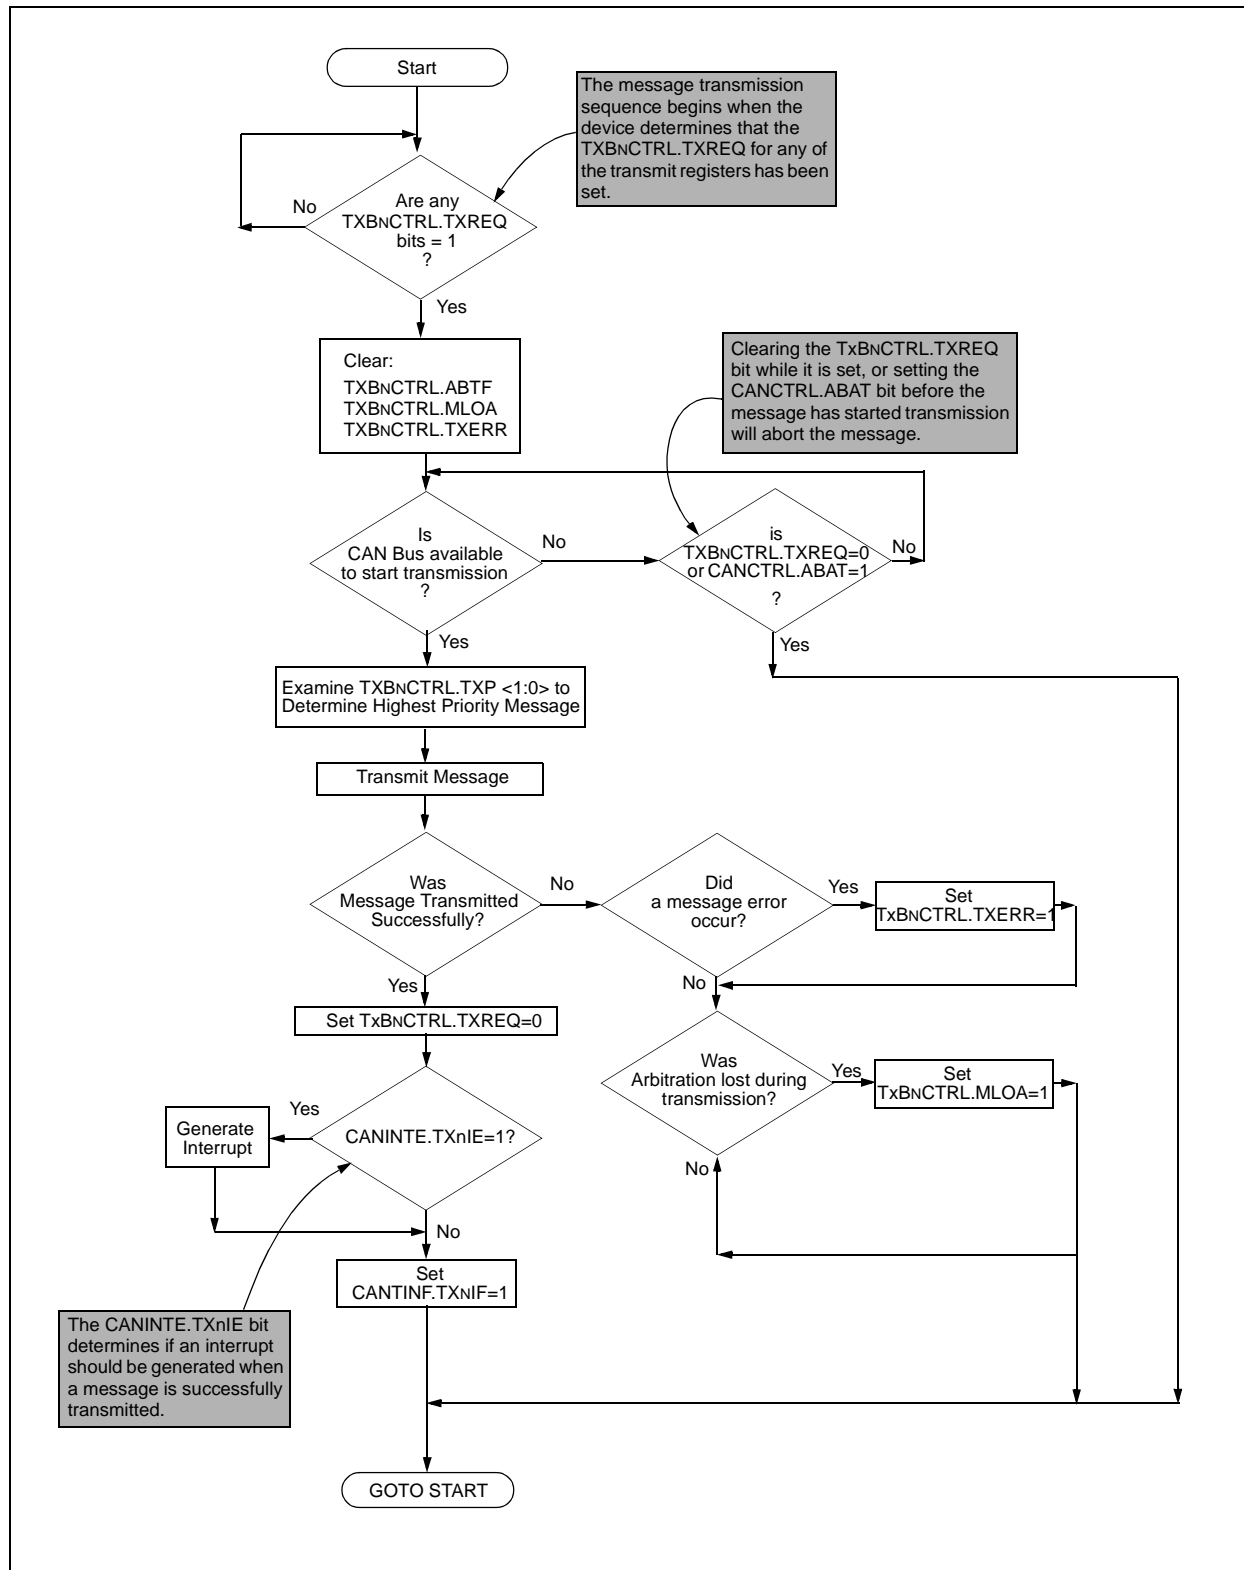 Start
The message transmission
sequence begins when the
device determines that the
TXBNCTRL.TXREQ for any of
the transmit registers has been
set.
Are any
TXBNCTRL.TXREQ
bits = 1
?
No
Yes
Clear:
TXBNCTRL.ABTF
TXBNCTRL.MLOA
TXBNCTRL.TXERR
Clearing the TxBNCTRL.TXREQ
bit while it is set, or setting the
CANCTRL.ABAT bit before the
message has started transmission
will abort the message.
Is
CAN Bus available
to start transmission
?
No
is
TXBNCTRL.TXREQ=0
or CANCTRL.ABAT=1
?
No
Yes
Yes
Examine TXBNCTRL.TXP <1:0> to
Determine Highest Priority Message
Transmit Message
Was
Message Transmitted
Successfully?
No
Did
a message error
occur?
Yes
Set
TxBNCTRL.TXERR=1
Yes
No
Set TxBNCTRL.TXREQ=0
Was
Arbitration lost during
transmission?
Yes
Set
TxBNCTRL.MLOA=1
No
CANINTE.TXnIE=1?
Yes
Generate
Interrupt
No
Set
CANTINF.TXNIF=1
The CANINTE.TXnIE bit
determines if an interrupt
should be generated when
a message is successfully
transmitted.
GOTO START